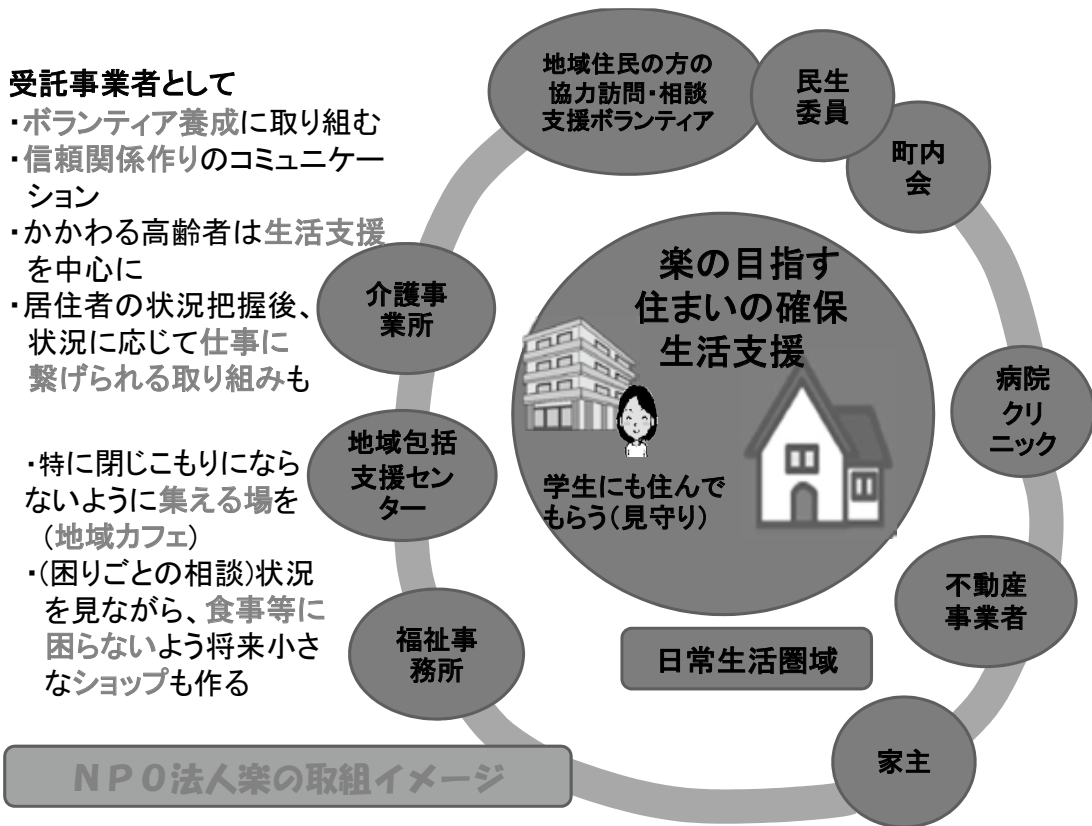 受託事業者として
・ボランティア養成に取り組む
・信頼関係作りのコミュニケー
ション
・かかわる高齢者は生活支援
を中心に
・居住者の状況把握後、
状況に応じて仕事に
繋げられる取り組みも
・特に閉じこもりになら
ないように集える場を
(地域カフェ)
・(困りごとの相談)状況
を見ながら、食事等に
困らないよう将来小さ
なショップも作る
地域住民の方の
協力訪問・相談
支援ボランティア
民生
委員
町内
会
病院
クリ
ニック
不動産
事業者
家主
介護事
業所
地域包括
支援セン
ター
福祉事
務所
楽の目指す
住まいの確保
生活支援
学生にも住んで
もらう(見守り)
日常生活圏域
NPO法人楽の取組イメージ